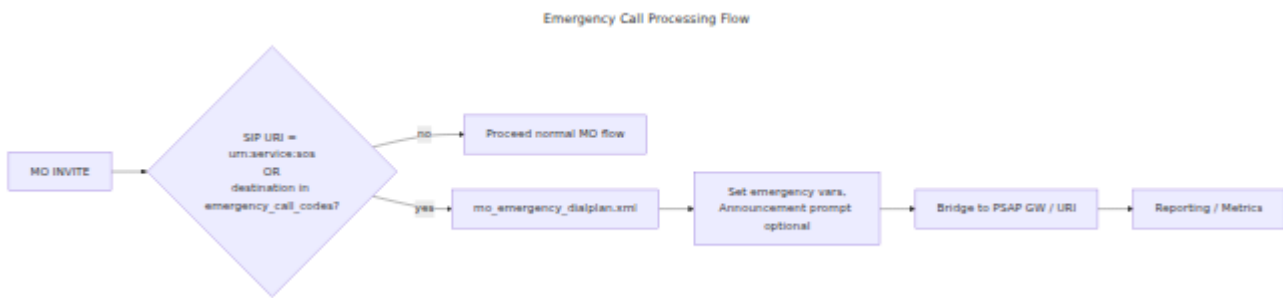 Emergency Call Processing Flow
MO INVITE
SIP URI =
urn:service:sos
OR
destination in
emergency_call_codes?
no
Proceed normal MO flow
yes
mo_emergency_dialplan.xml
Set emergency vars.
Announcement prompt
optional
Bridge to PSAP GW / URI
Reporting / Metrics